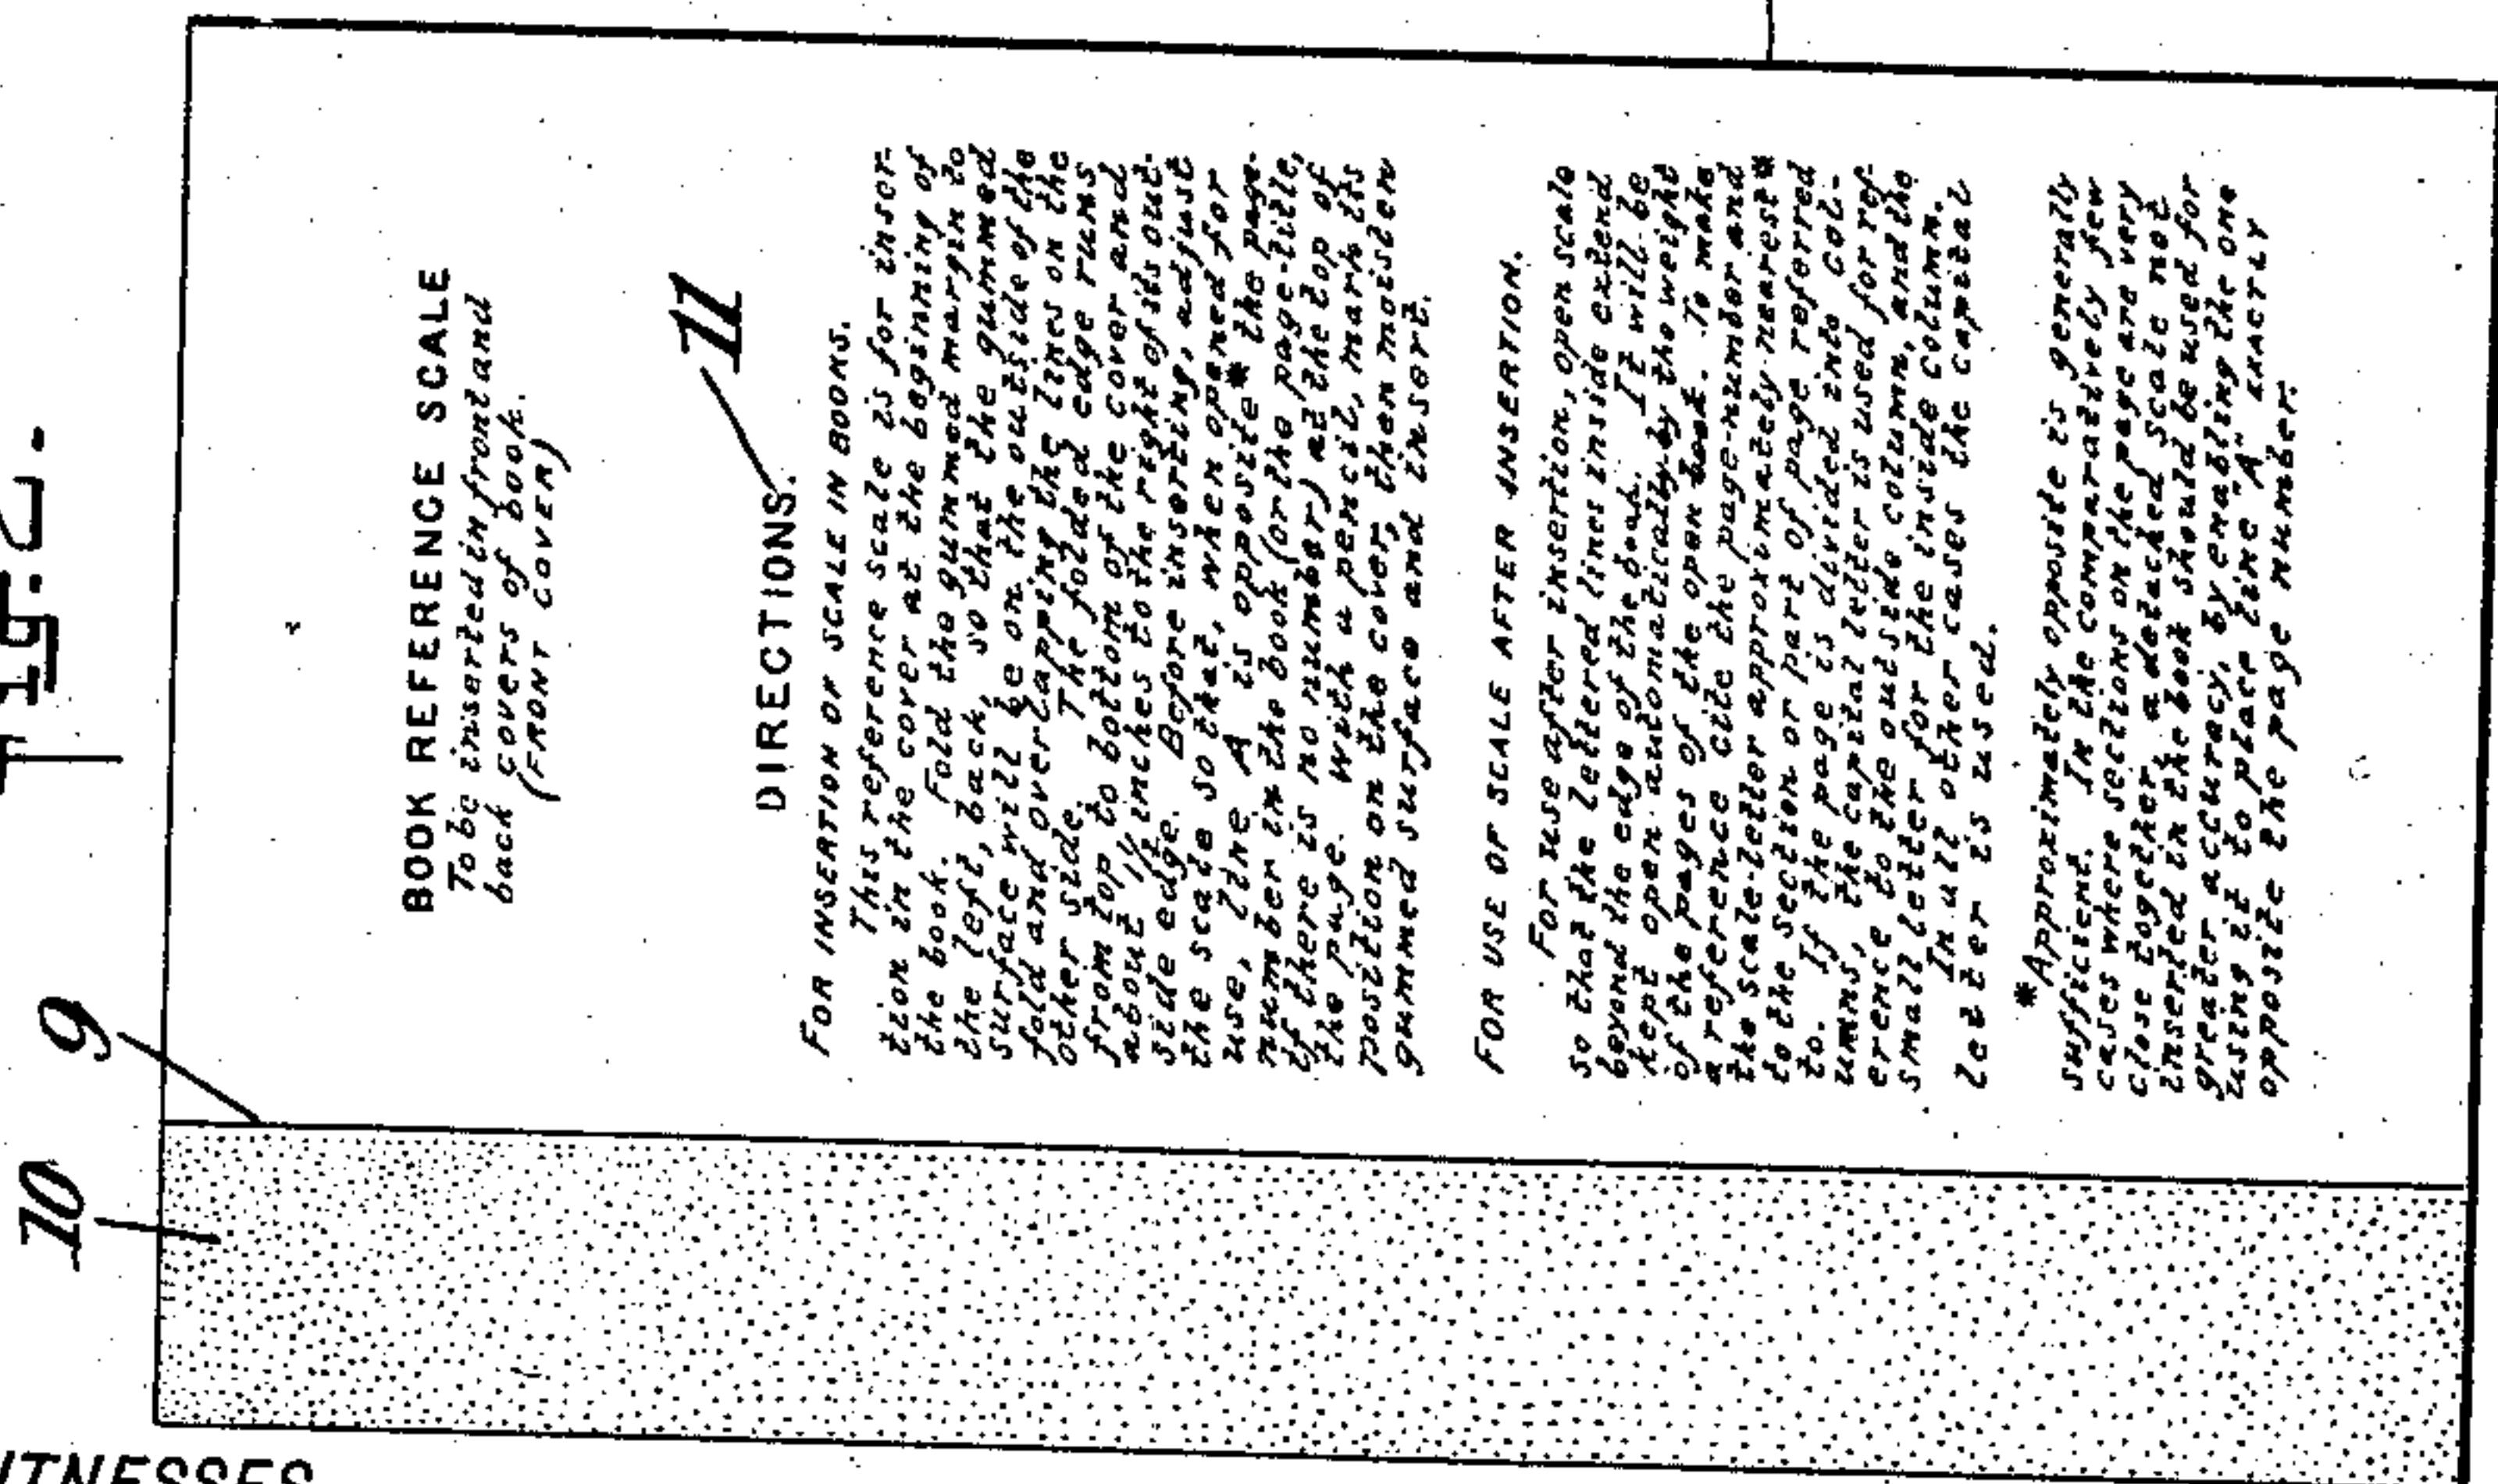 Fig. 2.
10
9
BOOK REFERENCE SCALE
To be inserted in front and
back covers of book.
(FRONT COVER)
11
DIRECTIONS.
FOR INSERTION OF SCALE IN BOOKS.
This reference scale is for inser-
tion in the cover at the beginning of
the book. Fold the gummed margin to
the left, back, so that the gummed
surface will be on the outside of the
fold and overlapping the lines on the
other side. The folded edge runs
from top to bottom of the cover and
about 1½ inches to the right of its out-
side edge. Before inserting, adjust
the scale so that, when opened for
use, line A is opposite * the page-
number in the book (or the page-title,
if there is no number) at the top of
the page. With a pencil, mark its
position on the cover, then moisten
gummed surface and insert.
FOR USE OF SCALE AFTER INSERTION.
For use after insertion, open scale
so that the lettered lines inside extend
beyond the edge of the book. It will be
kept open automatically by the weight
of the pages of the open book. To make
a reference cite the page-number and
the scale-letter approximately nearest *
to the section or part of page referred
to. If the page is divided into col-
umns, the capital letter is used for ref-
erence to the outside column, and the
small letter for the inside column.
In all other cases the capital
letter is used.
*Approximately opposite is generally
sufficient. In the comparatively few
cases where sections on the page are very
close together, a detached scale not
inserted in the book should be used for
greater accuracy, by enabling the one
using it to place line "A" EXACTLY
opposite the page number.
WITNESSES